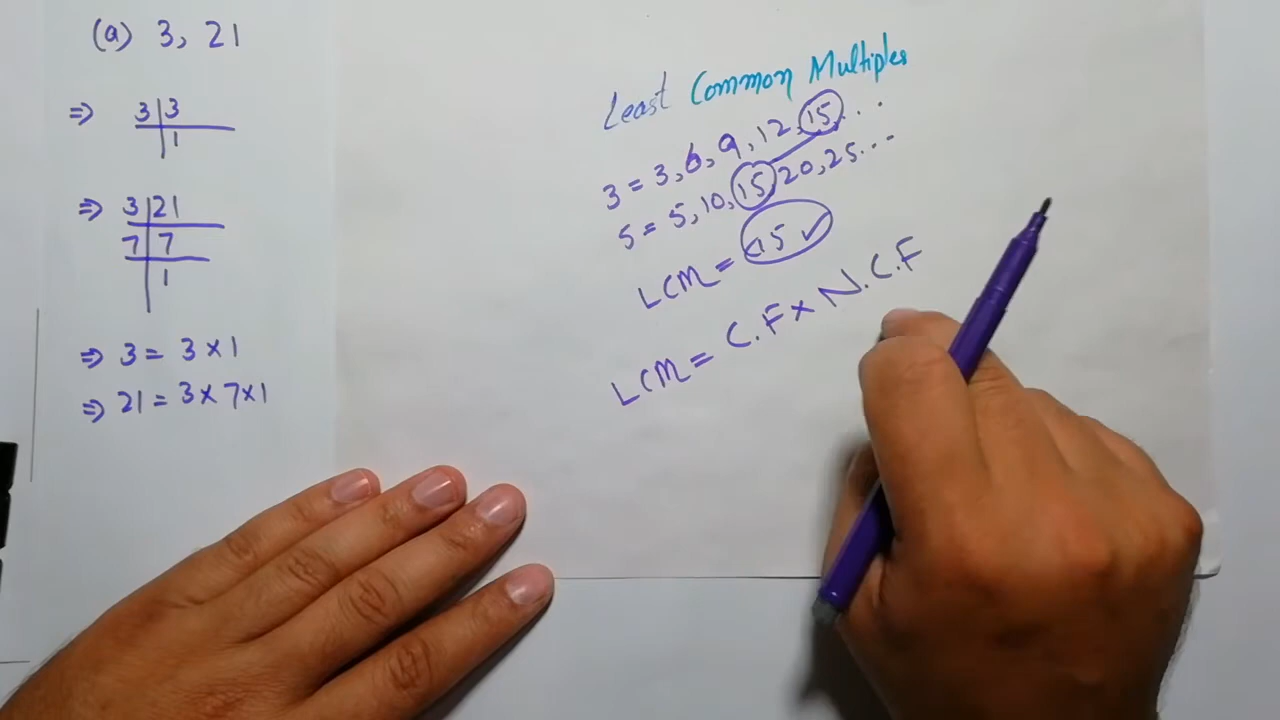 (a) 3, 21
⇒ 3 | 3
1
⇒ 3 | 21
7 | 7
1
⇒ 3 = 3 × 1
⇒ 21 = 3 × 7 × 1
Least Common Multiples
3 = 3, 6, 9, 12, 15, . . .
5 = 5, 10, 15, 20, 25 . . .
LCM = 15 ✓
LCM = C.F × N.C.F